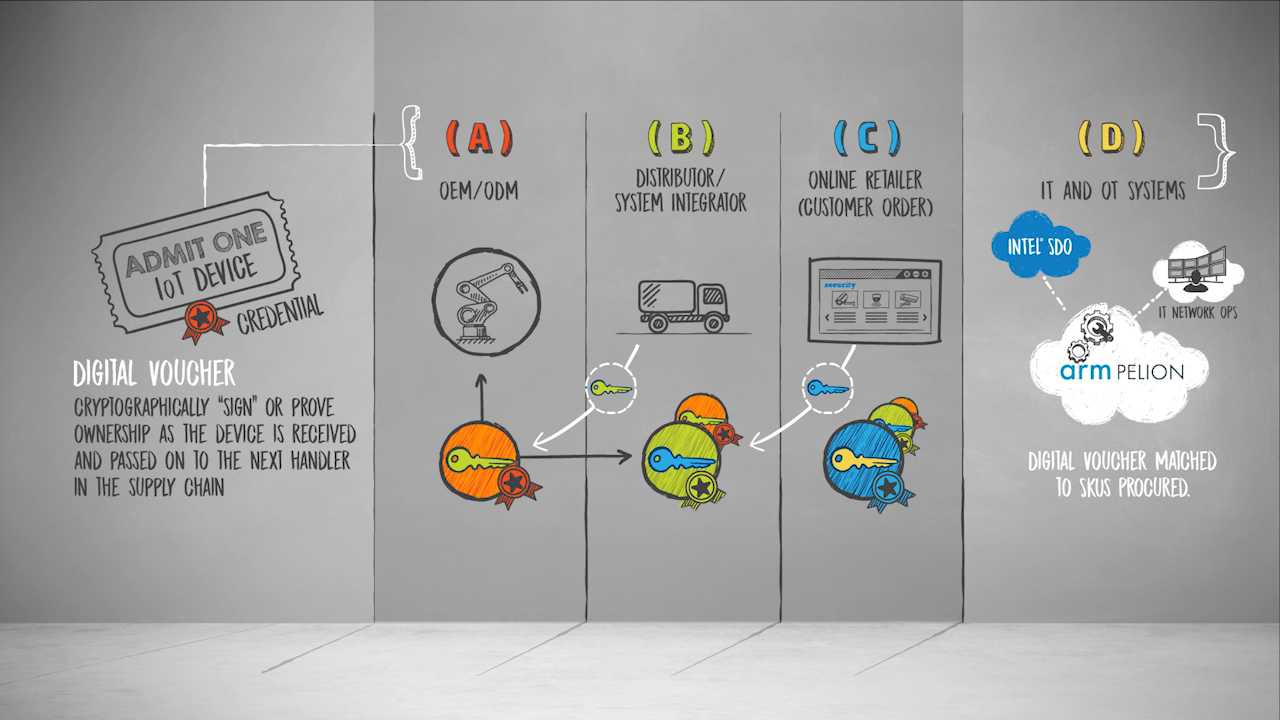 ADMIT ONE
IoT DEVICE
CREDENTIAL
DIGITAL VOUCHER
CRYPTOGRAPHICALLY "SIGN" OR PROVE
OWNERSHIP AS THE DEVICE IS RECEIVED
AND PASSED ON TO THE NEXT HANDLER
IN THE SUPPLY CHAIN
(A)
OEM/ODM
(B)
DISTRIBUTOR/
SYSTEM INTEGRATOR
(C)
ONLINE RETAILER
(CUSTOMER ORDER)
security
(D)
IT AND OT SYSTEMS
INTEL® SDO
IT NETWORK OPS
arm PELION
DIGITAL VOUCHER MATCHED
TO SKUS PROCURED.